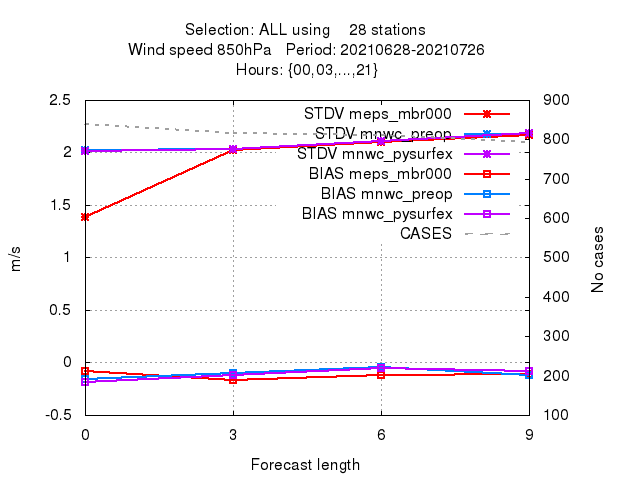 Selection: ALL using    28 stations
Wind speed 850hPa   Period: 20210628-20210726
Hours: {00,03,...,21}
2.5
2
1.5
1
0.5
0
-0.5
m/s
900
800
700
600
500
400
300
200
100
No cases
STDV meps_mbr000
STDV mnwc_preop
STDV mnwc_pysurfex
BIAS meps_mbr000
BIAS mnwc_preop
BIAS mnwc_pysurfex
CASES
0 3 6 9
Forecast length